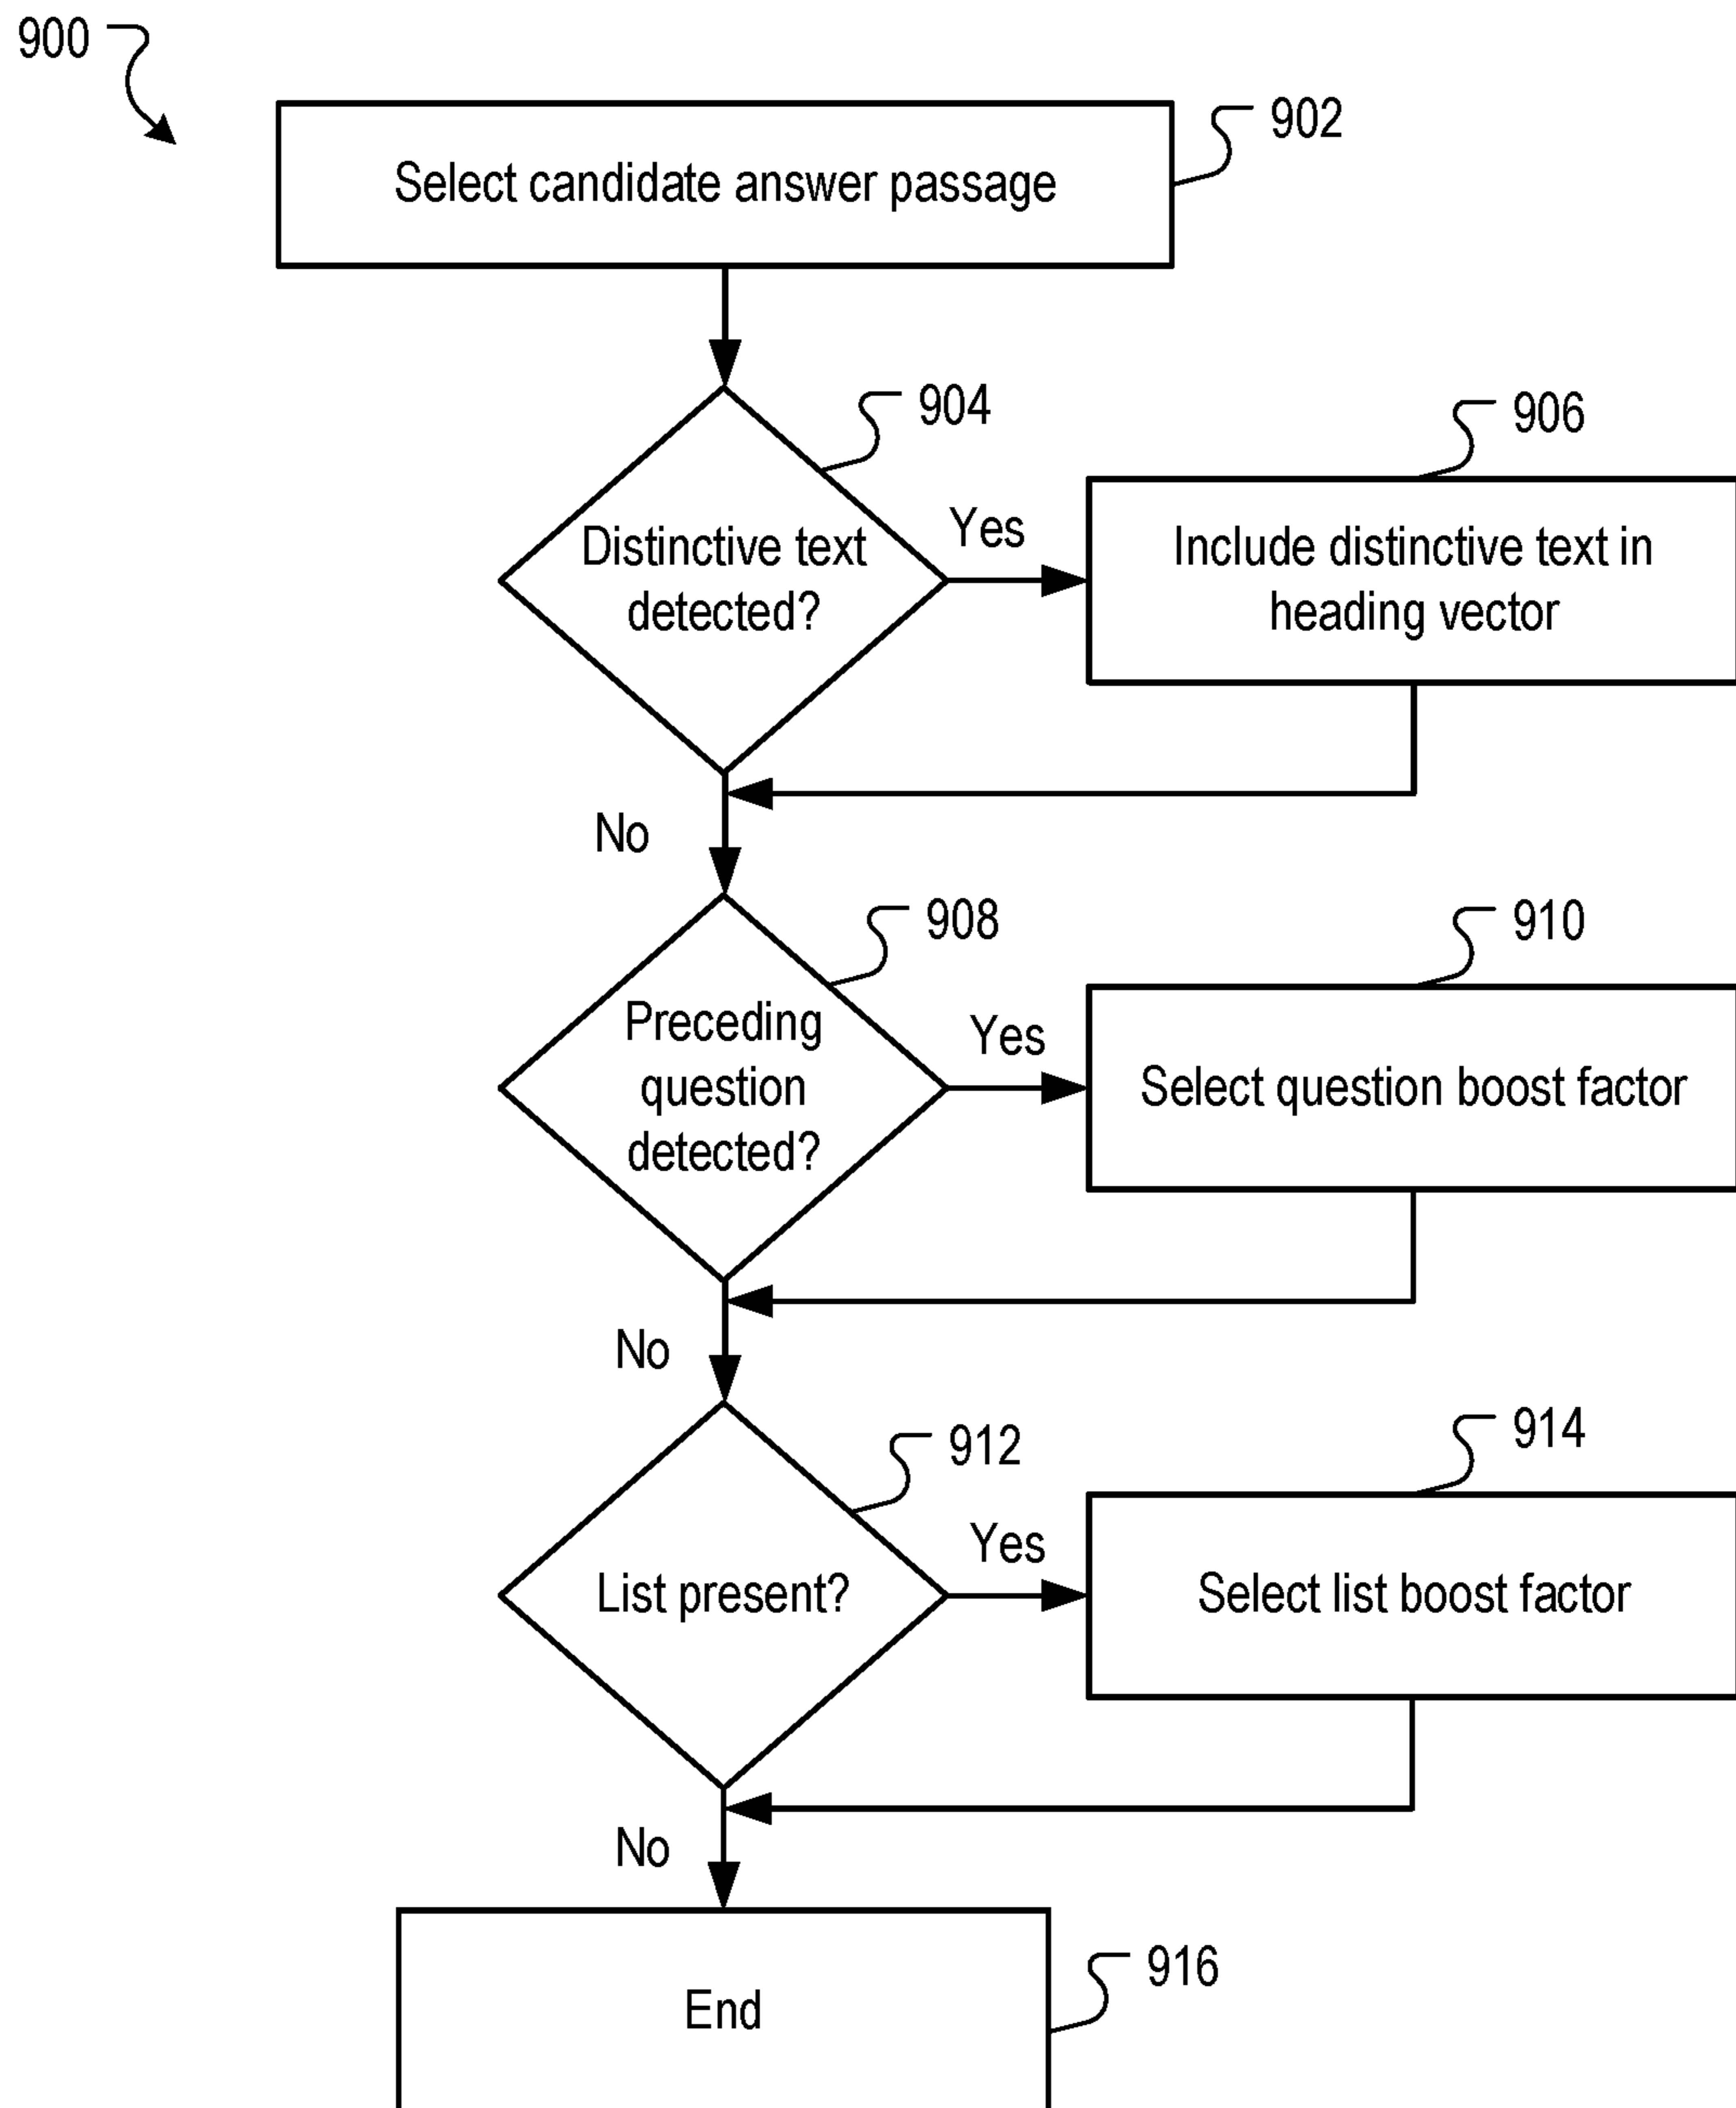 900
902
Select candidate answer passage
904
906
Distinctive text
detected?
Yes
Include distinctive text in
heading vector
No
908
910
Preceding
question
detected?
Yes
Select question boost factor
No
912
914
List present?
Yes
Select list boost factor
No
916
End